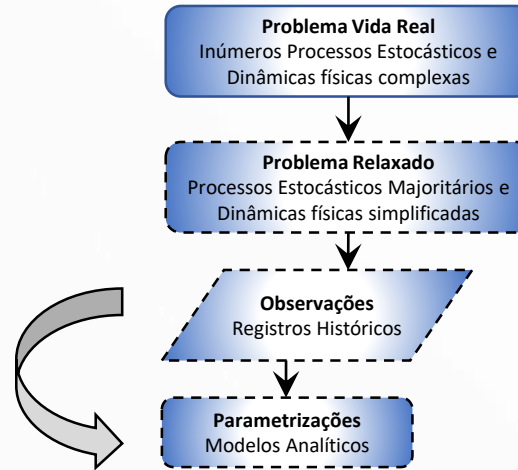 Problema Vida Real
Inúmeros Processos Estocásticos e
Dinâmicas físicas complexas
Problema Relaxado
Processos Estocásticos Majoritários e
Dinâmicas físicas simplificadas
Observações
Registros Históricos
Parametrizações
Modelos Analíticos